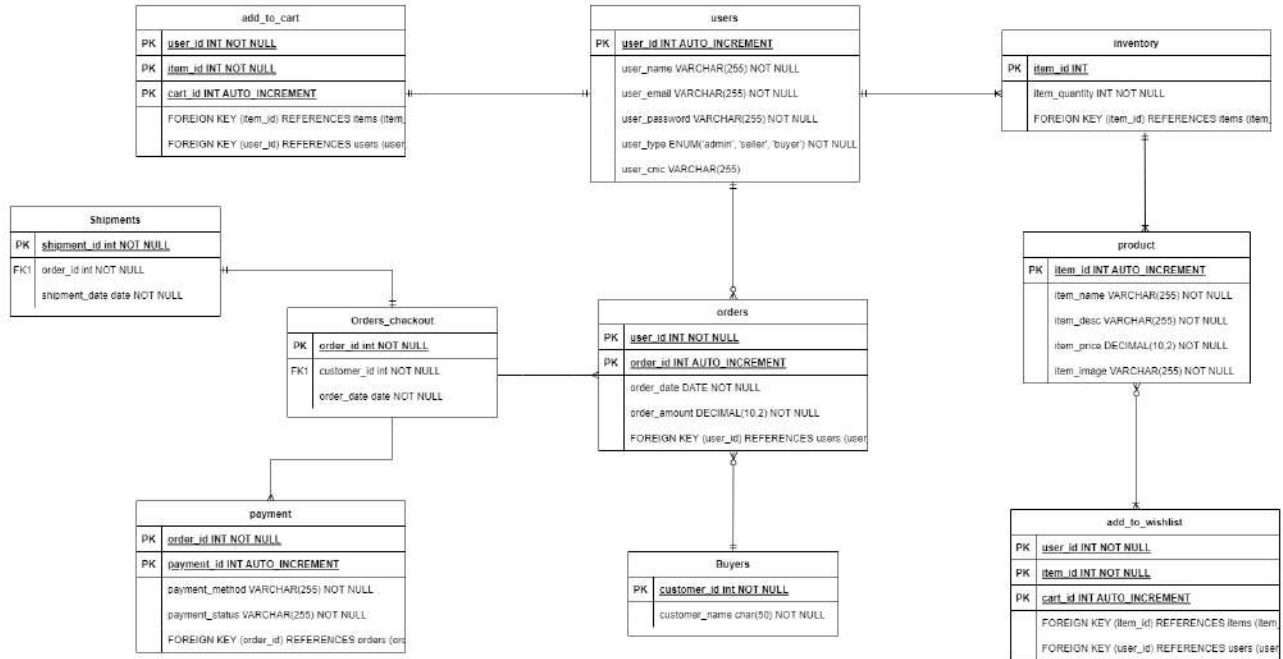 add_to_cart
PK user_id INT NOT NULL
PK item_id INT NOT NULL
PK cart_id INT AUTO_INCREMENT
FOREIGN KEY (item_id) REFERENCES items (item_
FOREIGN KEY (user_id) REFERENCES users (user
users
PK user_id INT AUTO_INCREMENT
user_name VARCHAR(255) NOT NULL
user_email VARCHAR(255) NOT NULL
user_password VARCHAR(255) NOT NULL
user_type ENUM('admin', 'seller', 'buyer') NOT NULL
user_cnic VARCHAR(255)
inventory
PK item_id INT
item_quantity INT NOT NULL
FOREIGN KEY (item_id) REFERENCES items (item_
Shipments
PK shipment_id int NOT NULL
FK1 order_id int NOT NULL
shipment_date date NOT NULL
Orders_checkout
PK order_id int NOT NULL
FK1 customer_id int NOT NULL
order_date date NOT NULL
orders
PK user_id INT NOT NULL
PK order_id INT AUTO_INCREMENT
order_date DATE NOT NULL
order_amount DECIMAL(10,2) NOT NULL
FOREIGN KEY (user_id) REFERENCES users (user
product
PK item_id INT AUTO_INCREMENT
item_name VARCHAR(255) NOT NULL
item_desc VARCHAR(255) NOT NULL
item_price DECIMAL(10,2) NOT NULL
item_image VARCHAR(255) NOT NULL
payment
PK order_id INT NOT NULL
PK payment_id INT AUTO_INCREMENT
payment_method VARCHAR(255) NOT NULL
payment_status VARCHAR(255) NOT NULL
FOREIGN KEY (order_id) REFERENCES orders (ord
Buyers
PK customer_id int NOT NULL
customer_name char(50) NOT NULL
add_to_wishlist
PK user_id INT NOT NULL
PK item_id INT NOT NULL
PK cart_id INT AUTO_INCREMENT
FOREIGN KEY (item_id) REFERENCES items (item_
FOREIGN KEY (user_id) REFERENCES users (user